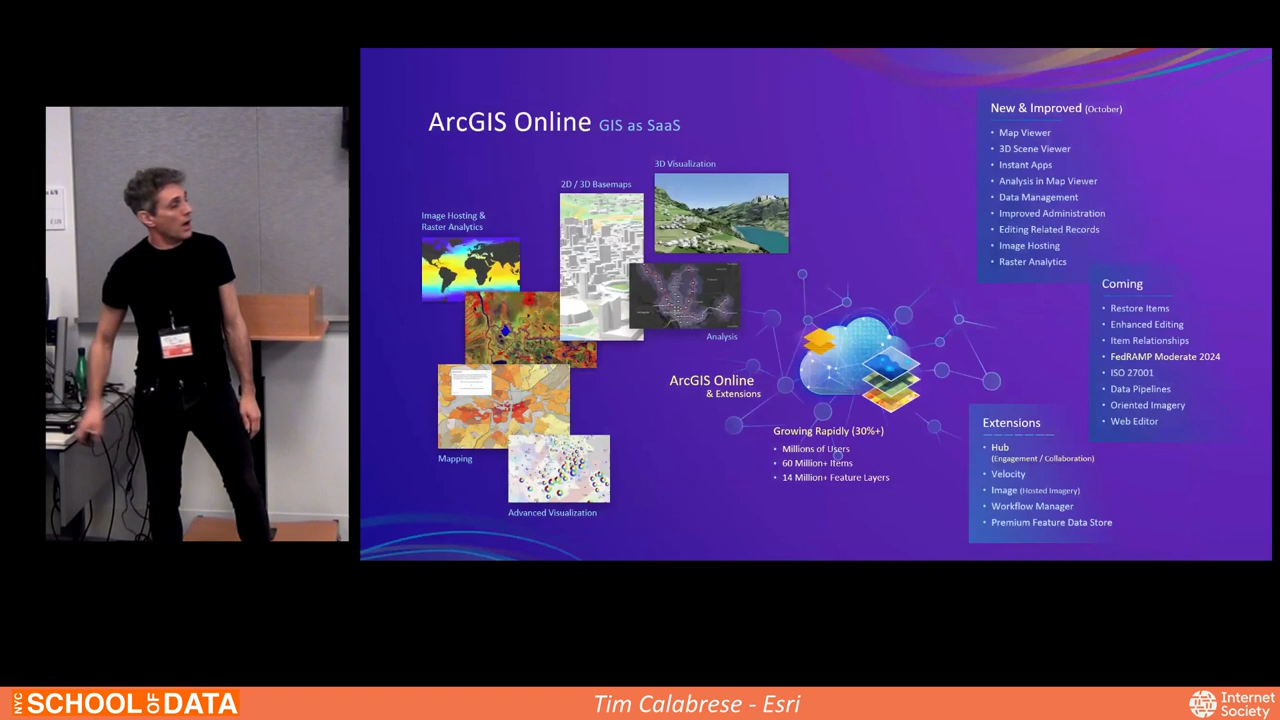 ArcGIS Online GIS as SaaS
3D Visualization
2D / 3D Basemaps
Image Hosting &
Raster Analytics
Analysis
Mapping
Advanced Visualization
ArcGIS Online
& Extensions
Growing Rapidly (30%+)
• Millions of Users
• 60 Million+ Items
• 14 Million+ Feature Layers
New & Improved (October)
• Map Viewer
• 3D Scene Viewer
• Instant Apps
• Analysis in Map Viewer
• Data Management
• Improved Administration
• Editing Related Records
• Image Hosting
• Raster Analytics
Coming
• Restore Items
• Enhanced Editing
• Item Relationships
• FedRAMP Moderate 2024
• ISO 27001
• Data Pipelines
• Oriented Imagery
• Web Editor
Extensions
• Hub
(Engagement / Collaboration)
• Velocity
• Image (Hosted Imagery)
• Workflow Manager
• Premium Feature Data Store
NYC SCHOOL OF DATA
Tim Calabrese - Esri
Internet
Society